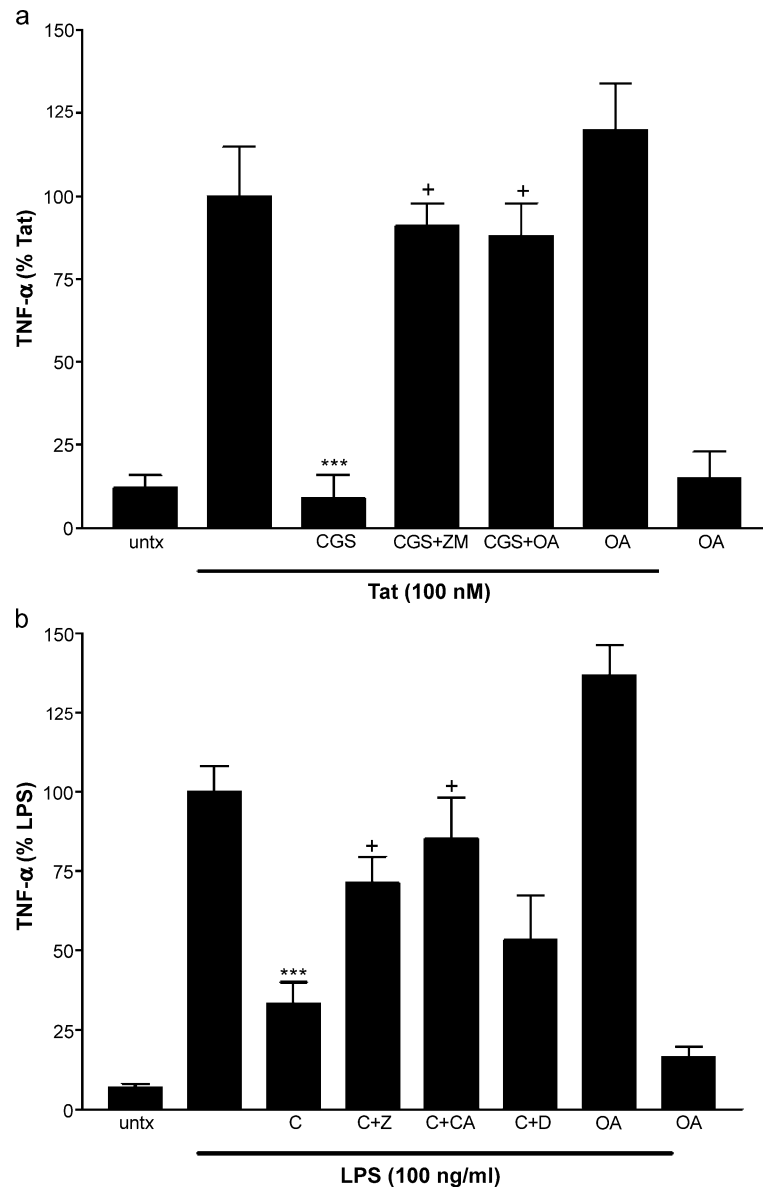 a
TNF-α (% Tat)
150
125
100
75
50
25
0
***
+
+
untx CGS CGS+ZM CGS+OA OA OA
Tat (100 nM)
b
TNF-α (% LPS)
150
125
100
75
50
25
0
***
+
+
untx C C+Z C+CA C+D OA OA
LPS (100 ng/ml)